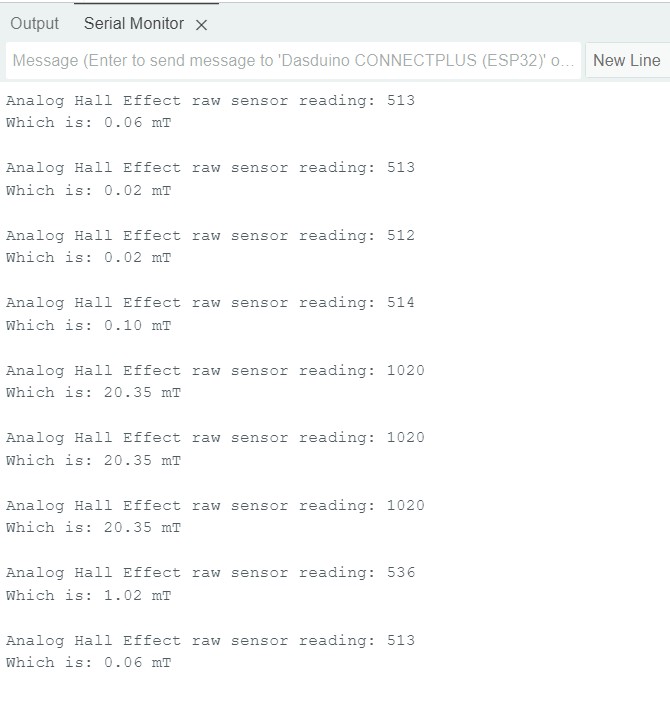 Output
Serial Monitor
Message (Enter to send message to 'Dasduino CONNECTPLUS (ESP32)' o...
New Line
Analog Hall Effect raw sensor reading: 513
Which is: 0.06 mT
Analog Hall Effect raw sensor reading: 513
Which is: 0.02 mT
Analog Hall Effect raw sensor reading: 512
Which is: 0.02 mT
Analog Hall Effect raw sensor reading: 514
Which is: 0.10 mT
Analog Hall Effect raw sensor reading: 1020
Which is: 20.35 mT
Analog Hall Effect raw sensor reading: 1020
Which is: 20.35 mT
Analog Hall Effect raw sensor reading: 1020
Which is: 20.35 mT
Analog Hall Effect raw sensor reading: 536
Which is: 1.02 mT
Analog Hall Effect raw sensor reading: 513
Which is: 0.06 mT